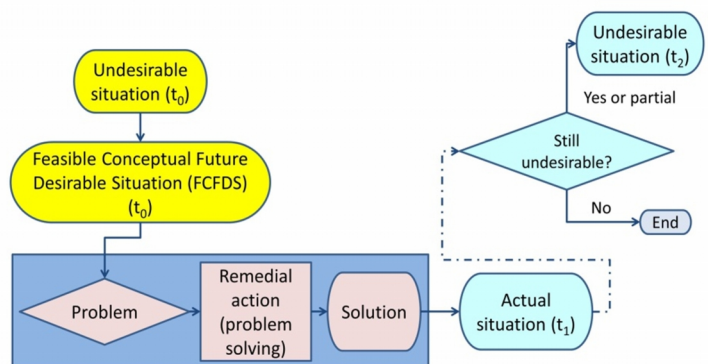 Undesirable
situation (t₀)
Feasible Conceptual Future
Desirable Situation (FCFDS)
(t₀)
Problem
Remedial
action
(problem
solving)
Solution
Actual
situation (t₁)
Still
undesirable?
Yes or partial
Undesirable
situation (t₂)
No
End